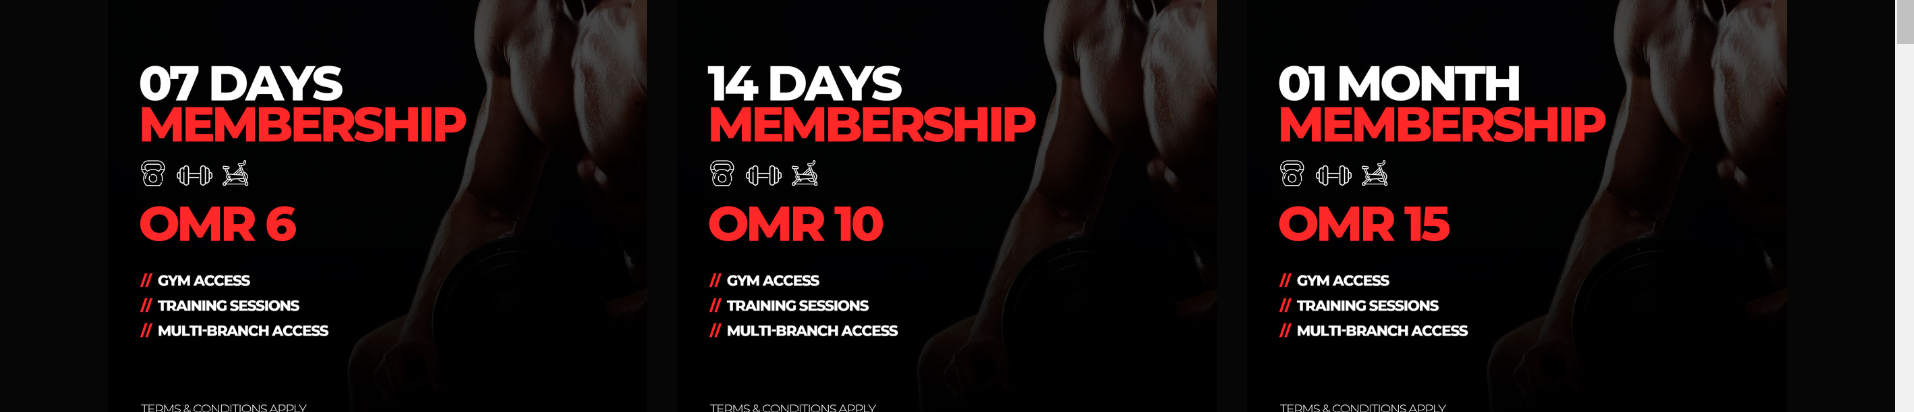 07 DAYS
MEMBERSHIP
OMR 6
// GYM ACCESS
// TRAINING SESSIONS
// MULTI-BRANCH ACCESS
TERMS & CONDITIONS APPLY
14 DAYS
MEMBERSHIP
OMR 10
// GYM ACCESS
// TRAINING SESSIONS
// MULTI-BRANCH ACCESS
TERMS & CONDITIONS APPLY
01 MONTH
MEMBERSHIP
OMR 15
// GYM ACCESS
// TRAINING SESSIONS
// MULTI-BRANCH ACCESS
TERMS & CONDITIONS APPLY